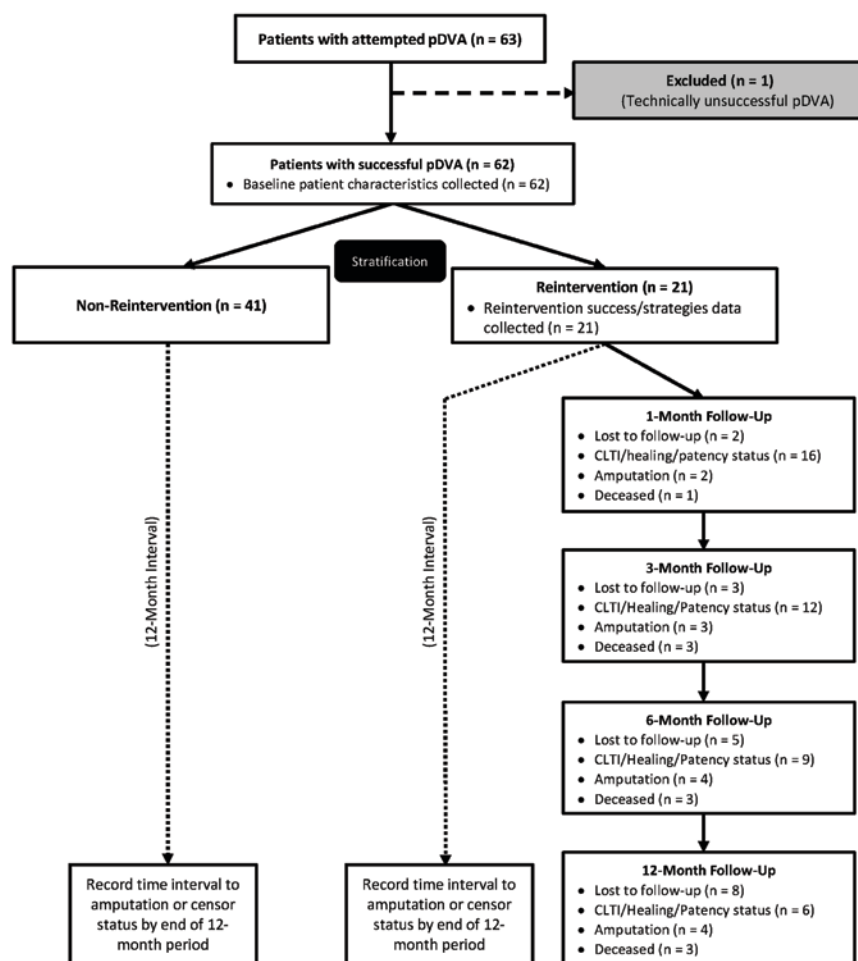 Patients with attempted pDVA (n = 63)
Excluded (n = 1)
(Technically unsuccessful pDVA)
Patients with successful pDVA (n = 62)
• Baseline patient characteristics collected (n = 62)
Stratification
Non-Reintervention (n = 41)
Reintervention (n = 21)
• Reintervention success/strategies data
collected (n = 21)
(12-Month Interval)
(12-Month Interval)
1-Month Follow-Up
• Lost to follow-up (n = 2)
• CLTI/healing/patency status (n = 16)
• Amputation (n = 2)
• Deceased (n = 1)
3-Month Follow-Up
• Lost to follow-up (n = 3)
• CLTI/Healing/Patency status (n = 12)
• Amputation (n = 3)
• Deceased (n = 3)
6-Month Follow-Up
• Lost to follow-up (n = 5)
• CLTI/Healing/Patency status (n = 9)
• Amputation (n = 4)
• Deceased (n = 3)
Record time interval to
amputation or censor
status by end of 12-
month period
Record time interval to
amputation or censor
status by end of 12-
month period
12-Month Follow-Up
• Lost to follow-up (n = 8)
• CLTI/Healing/Patency status (n = 6)
• Amputation (n = 4)
• Deceased (n = 3)